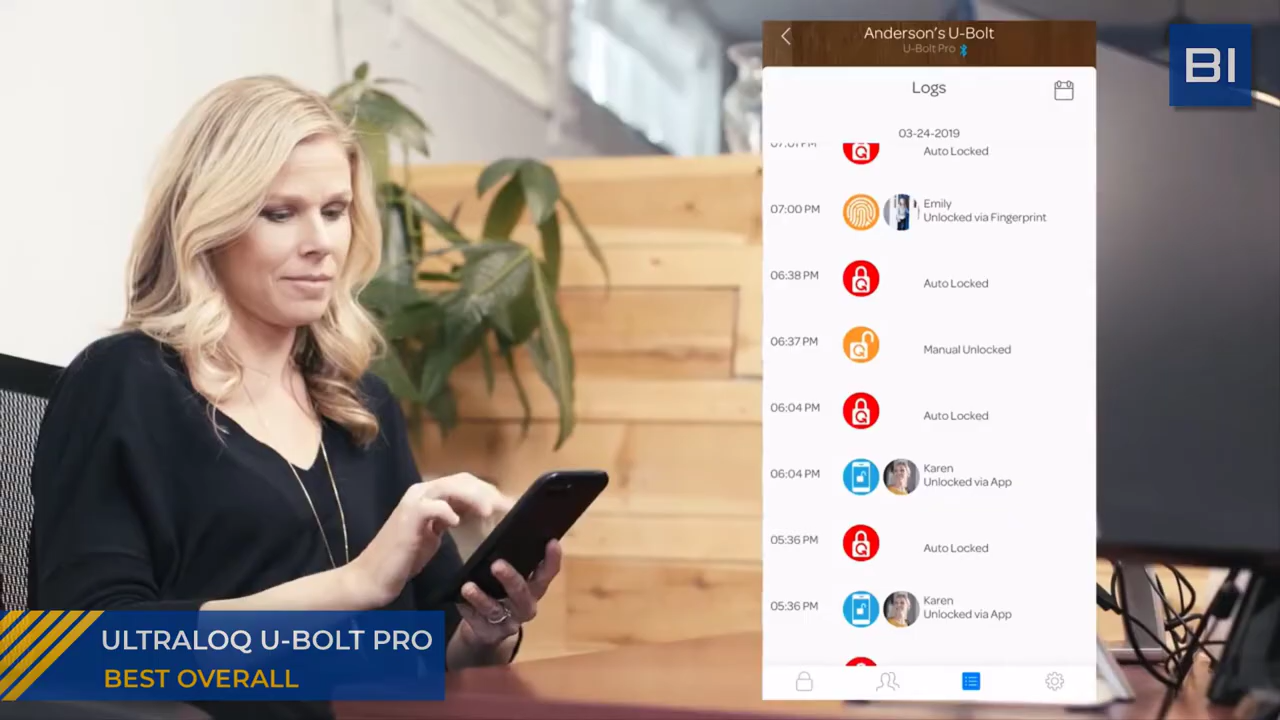 Anderson's U-Bolt
U-Bolt Pro
BI
Logs
03-24-2019
07:01 PM
Auto Locked
07:00 PM
Emily
Unlocked via Fingerprint
06:38 PM
Auto Locked
06:37 PM
Manual Unlocked
06:04 PM
Auto Locked
06:04 PM
Karen
Unlocked via App
05:36 PM
Auto Locked
05:36 PM
Karen
Unlocked via App
ULTRALOQ U-BOLT PRO
BEST OVERALL